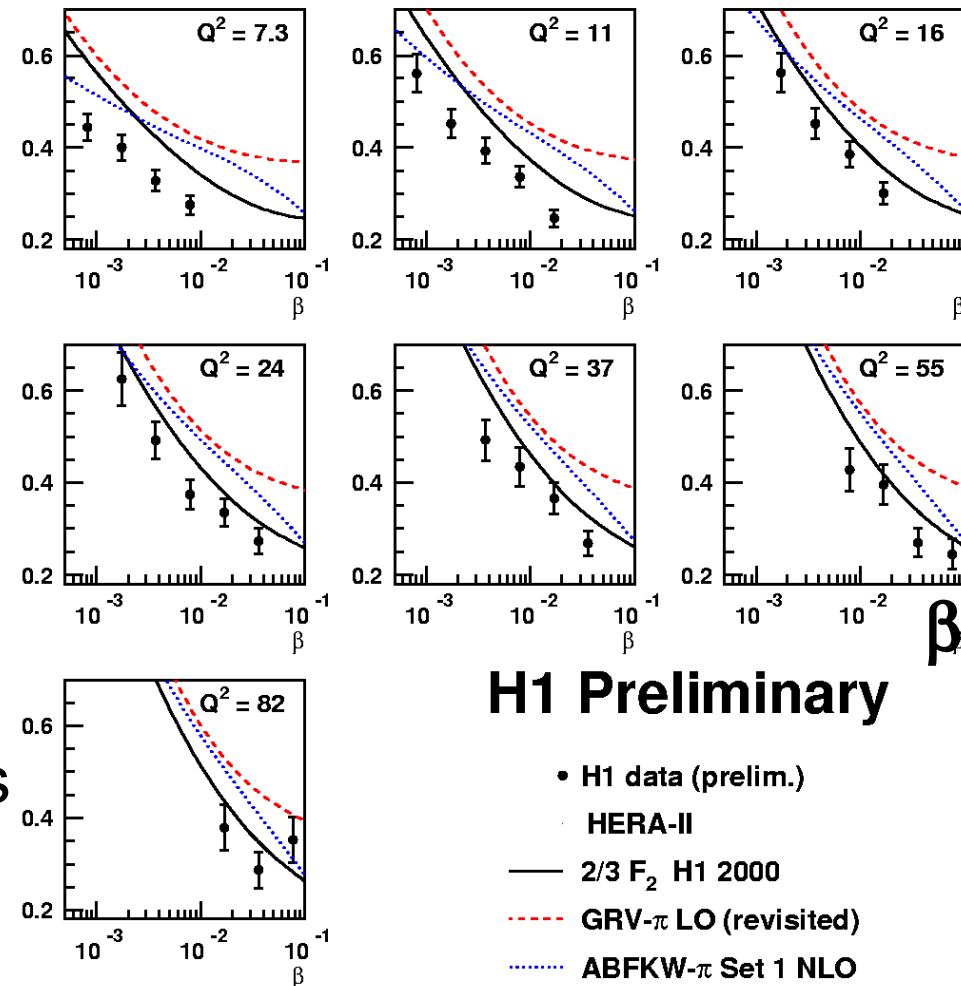 Q² = 7.3
Q² = 11
Q² = 16
0.6
0.4
0.2
10⁻³ 10⁻² 10⁻¹
β
10⁻³ 10⁻² 10⁻¹
β
10⁻³ 10⁻²
β
Q² = 24
Q² = 37
Q² = 55
0.6
0.4
0.2
0.6
0.4
0.2
0.6
0.4
0.2
0.6
0.4
0.2
0.6
0.4
0.2
10⁻³ 10⁻² 10⁻¹
β
10⁻³ 10⁻² 10⁻¹
β
10⁻³ 10⁻²
β
Q² = 82
0.6
0.4
0.2
10⁻³ 10⁻² 10⁻¹
β
S
H1 Preliminary
H1 data (prelim.)
HERA-II
2/3 F₂ H1 2000
GRV-π LO (revisited)
ABFKW-π Set 1 NLO